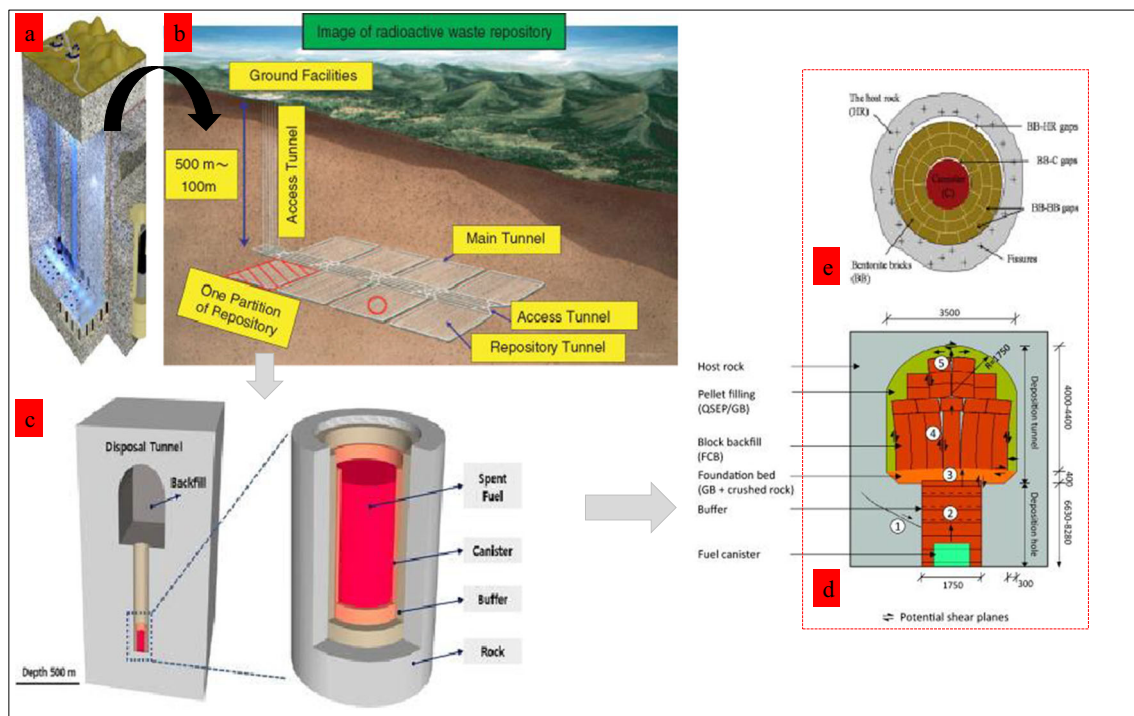 a
b
Image of radioactive waste repository
Ground Facilities
500 m～
100m
Access Tunnel
Main Tunnel
One Partition
of Repository
Access Tunnel
Repository Tunnel
c
Disposal Tunnel
Backfill
Depth 500 m
Spent
Fuel
Canister
Buffer
Rock
The host rock
(HR)
BB-HR gaps
BB-C gaps
Canister
(C)
BB-BB gaps
Fissures
Bentonite bricks
(BB)
e
3500
R=1750
Host rock
Pellet filling
(QSEP/GB)
Block backfill
(FCB)
Foundation bed
(GB + crushed rock)
Buffer
Fuel canister
5
4
3
2
1
Deposition tunnel
4000-4400
400
Deposition hole
6630-8280
1750
300
d
Potential shear planes